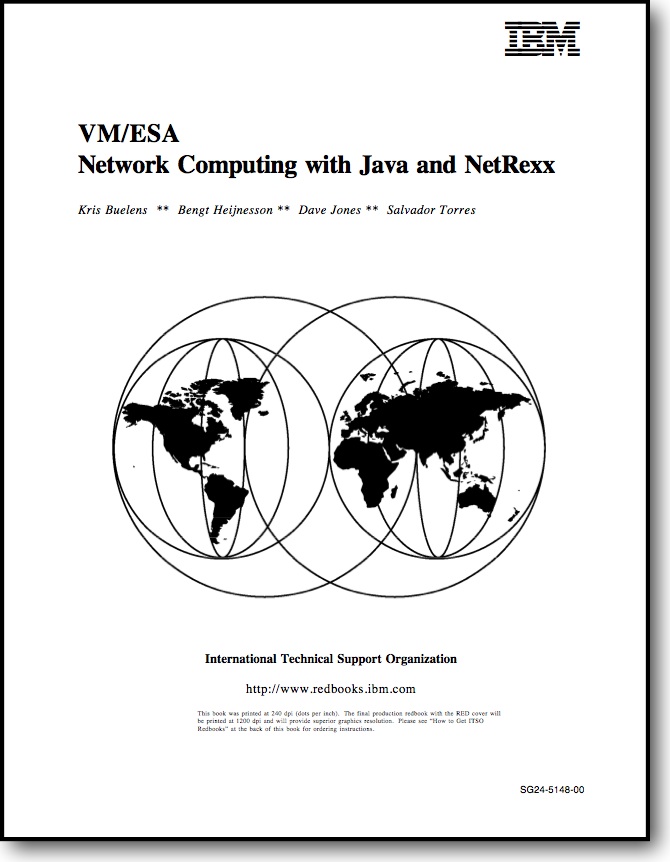 IBM
VM/ESA
Network Computing with Java and NetRexx
Kris Buelens ** Bengt Heijnesson ** Dave Jones ** Salvador Torres
International Technical Support Organization
http://www.redbooks.ibm.com
This book was printed at 240 dpi (dots per inch). The final production redbook with the RED cover will
be printed at 1200 dpi and will provide superior graphics resolution. Please see "How to Get ITSO
Redbooks" at the back of this book for ordering instructions.
SG24-5148-00